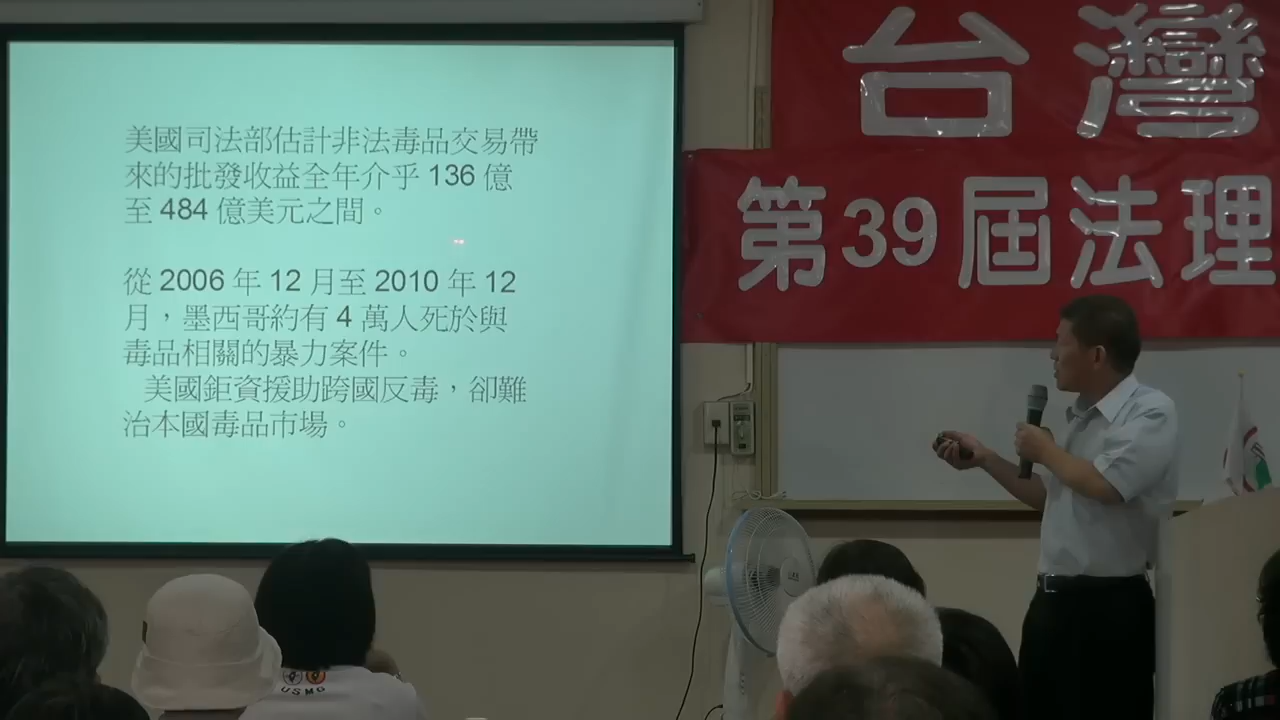 美國司法部估計非法毒品交易帶
來的批發收益全年介乎 136 億
至 484 億美元之間。
從 2006 年 12 月至 2010 年 12
月，墨西哥約有 4 萬人死於與
毒品相關的暴力案件。
美國鉅資援助跨國反毒，卻難
治本國毒品市場。
台灣
第39屆法理
USMG